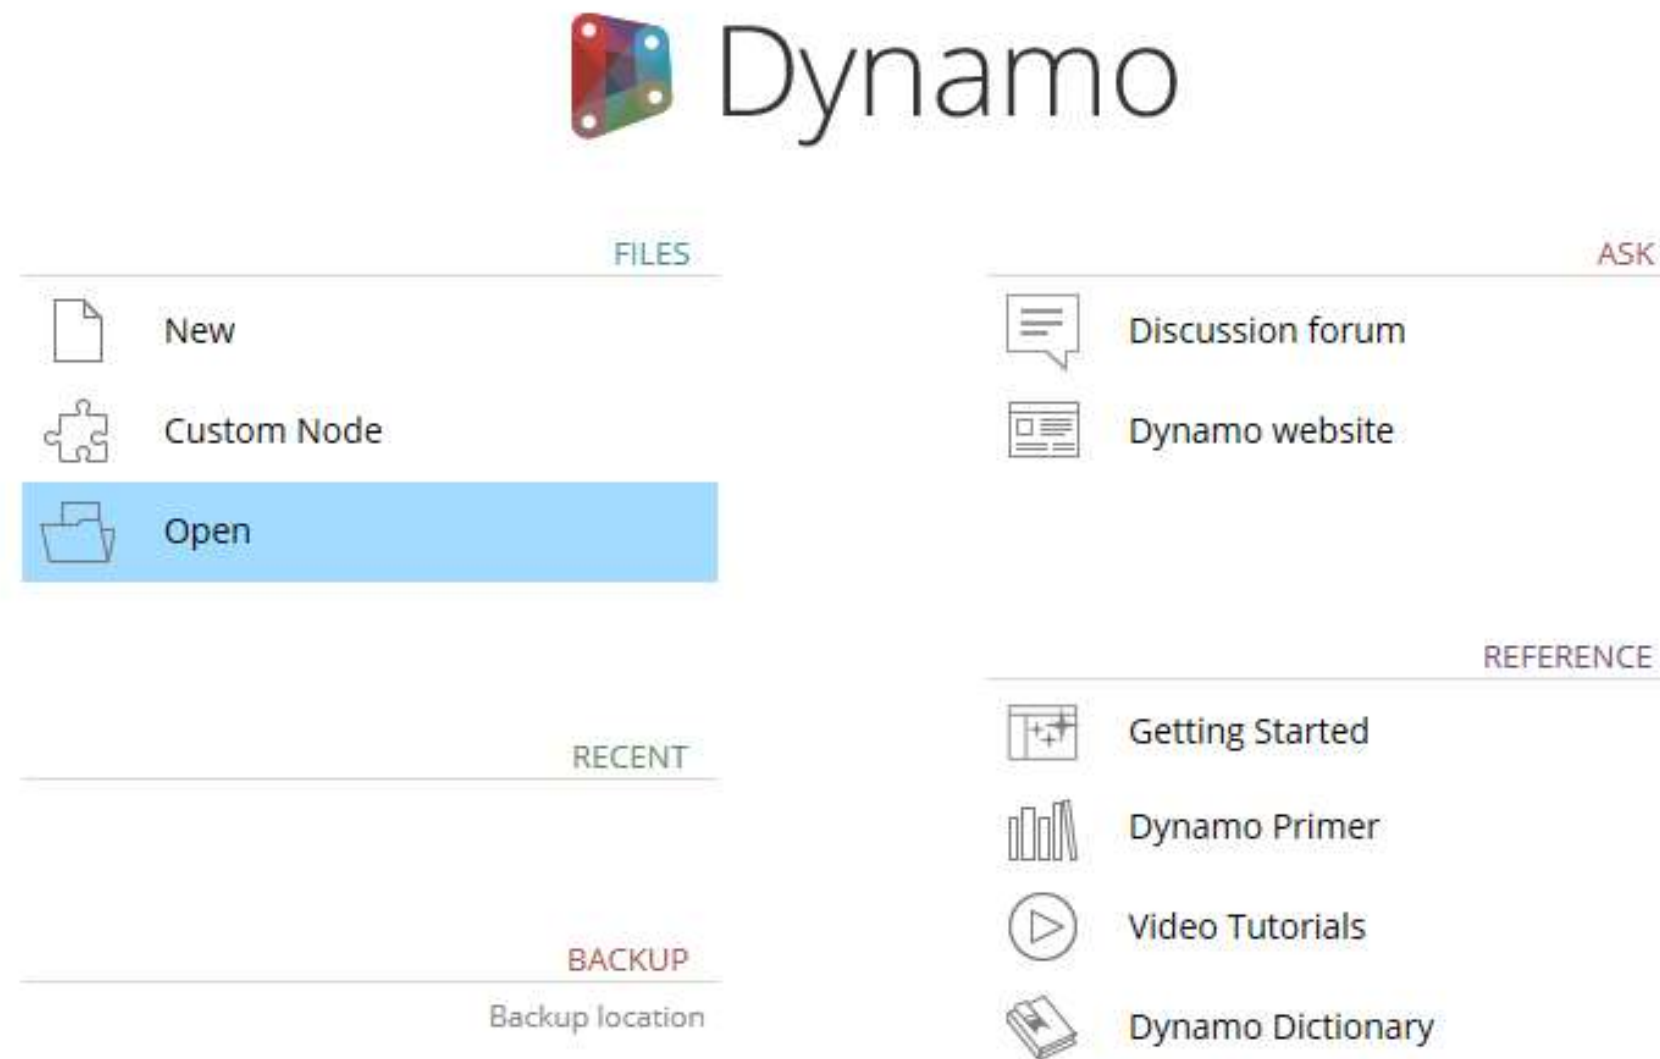 Dynamo
FILES
New
Custom Node
Open
RECENT
BACKUP
Backup location
ASK
Discussion forum
Dynamo website
REFERENCE
Getting Started
Dynamo Primer
Video Tutorials
Dynamo Dictionary